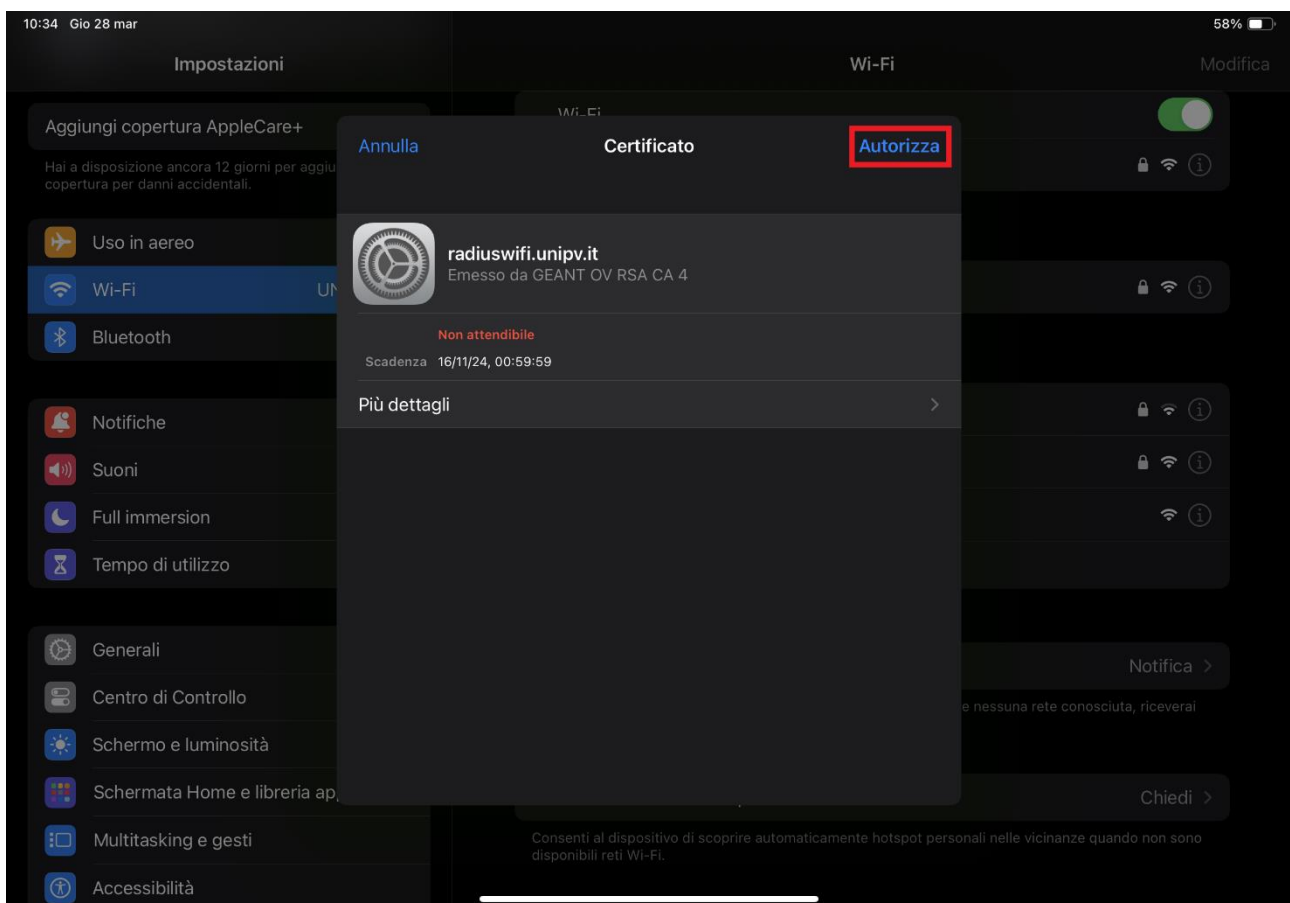 10:34 Gio 28 mar
58%
Impostazioni
Wi-Fi
Modifica
Aggiungi copertura AppleCare+
Hai a disposizione ancora 12 giorni per aggiu
copertura per danni accidentali.
Uso in aereo
Wi-Fi UN
Bluetooth
Notifiche
Suoni
Full immersion
Tempo di utilizzo
Generali
Centro di Controllo
Schermo e luminosità
Schermata Home e libreria ap
Multitasking e gesti
Accessibilità
Wi-Fi
Annulla
Certificato
Autorizza
radiuswifi.unipv.it
Emesso da GEANT OV RSA CA 4
Non attendibile
Scadenza 16/11/24, 00:59:59
Più dettagli
Notifica
e nessuna rete conosciuta, riceverai
Chiedi
Consenti al dispositivo di scoprire automaticamente hotspot personali nelle vicinanze quando non sono
disponibili reti Wi-Fi.